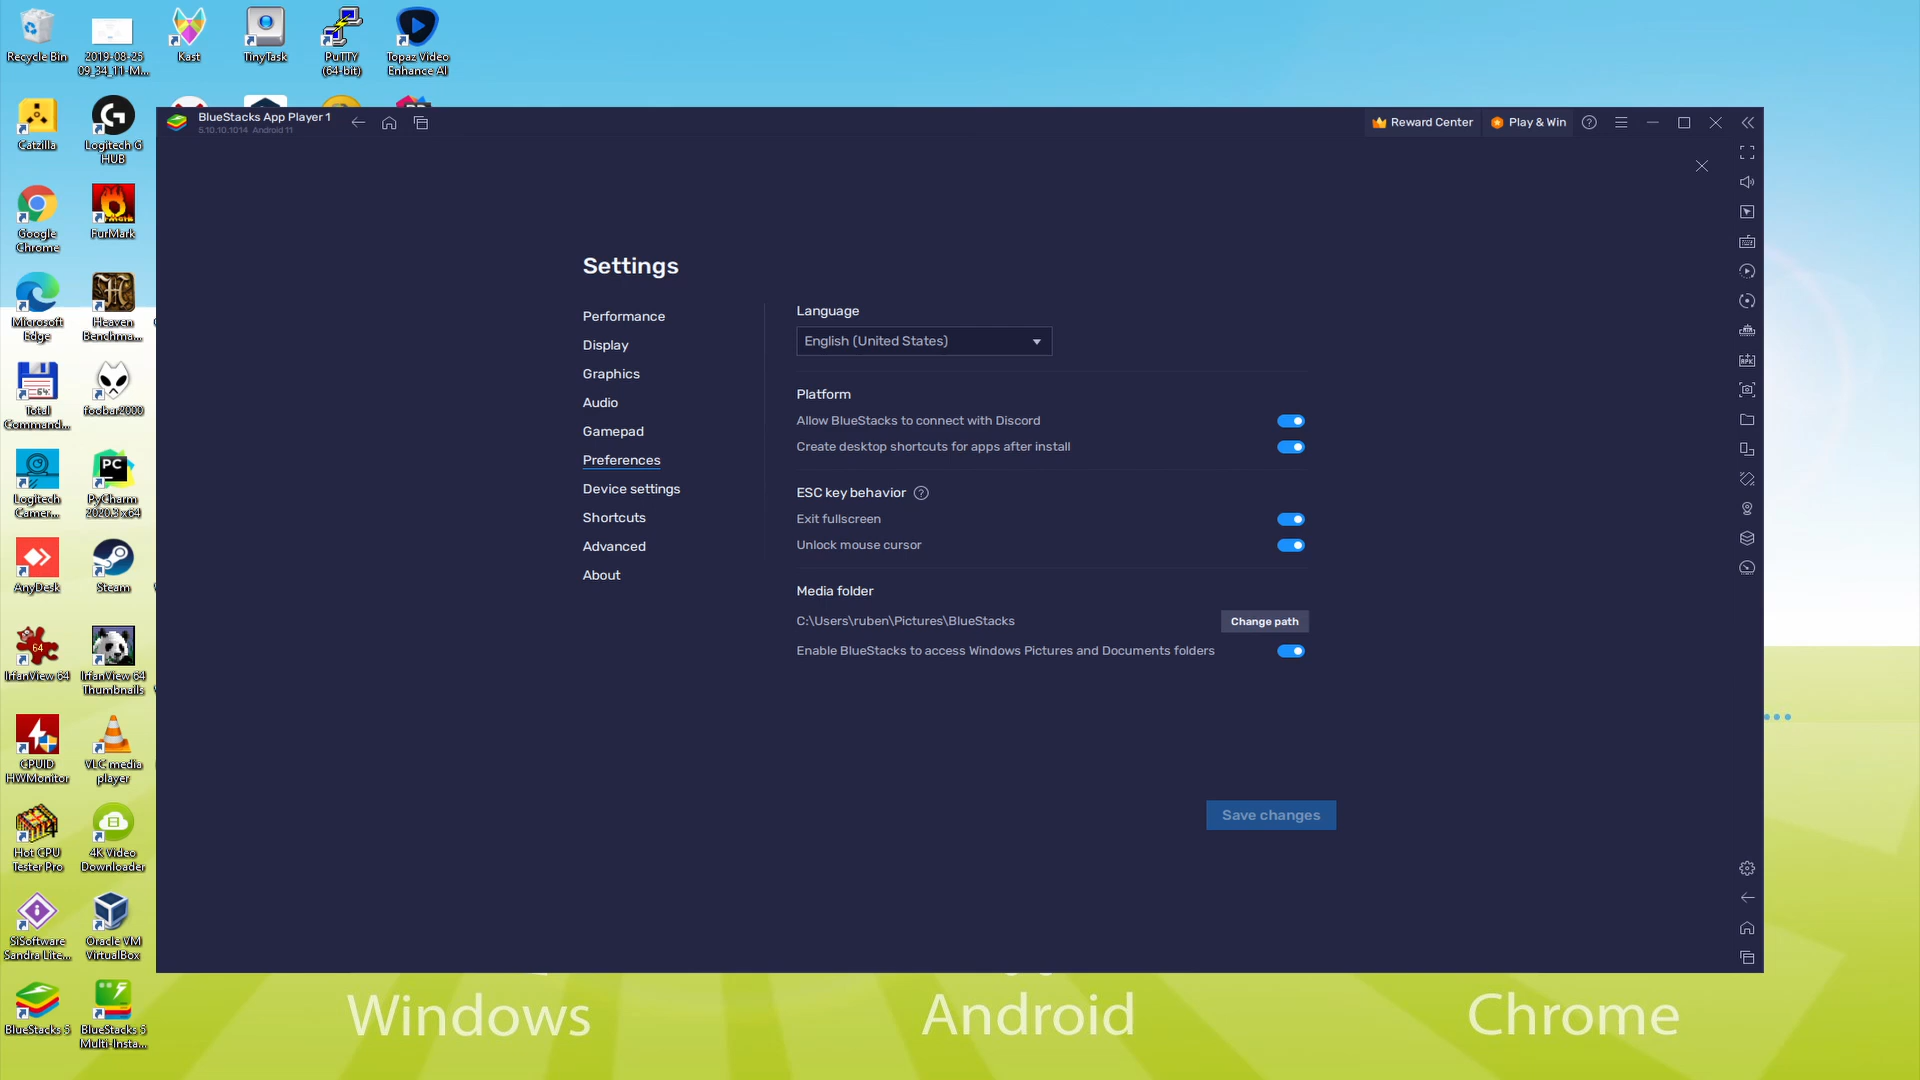 Recycle Bin
2019-08-25
09_34_11-M...
Kast
TinyTask
PuTTY
(64-bit)
Topaz Video
Enhance AI
Catzilla
Logitech G
HUB
Google
Chrome
FurMark
Microsoft
Edge
Heaven
Benchma...
Total
Command...
foobar2000
Logitech
Camer...
PyCharm
2020.3 x64
AnyDesk
Steam
IrfanView 64
IrfanView 64
Thumbnails
CPUID
HWMonitor
VLC media
player
Hot CPU
Tester Pro
4K Video
Downloader
SiSoftware
Sandra Lite...
Oracle VM
VirtualBox
BlueStacks 5
BlueStacks 5
Multi-Insta...
BlueStacks App Player 1
5.10.10.1014 Android 11
Reward Center
Play & Win
Settings
Performance
Display
Graphics
Audio
Gamepad
Preferences
Device settings
Shortcuts
Advanced
About
Language
English (United States)
Platform
Allow BlueStacks to connect with Discord
Create desktop shortcuts for apps after install
ESC key behavior
Exit fullscreen
Unlock mouse cursor
Media folder
C:\Users\ruben\Pictures\BlueStacks
Change path
Enable BlueStacks to access Windows Pictures and Documents folders
Save changes
Windows
Android
Chrome